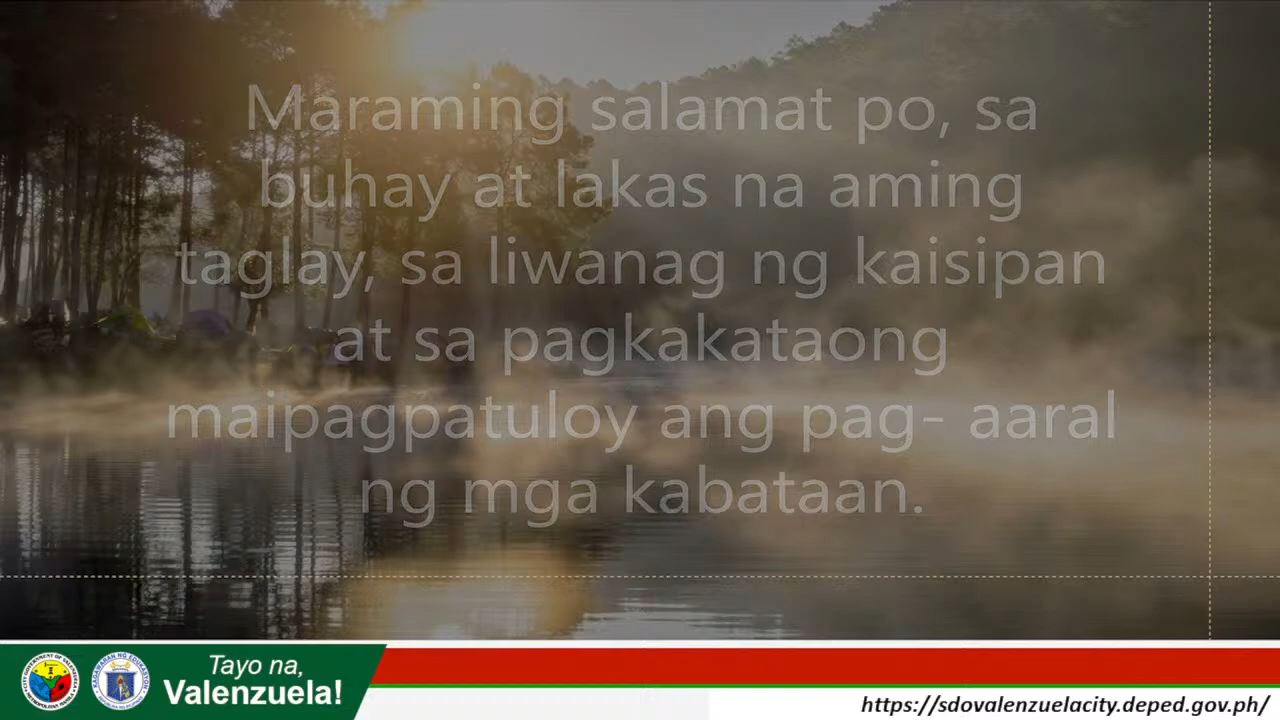 Maraming salamat po, sa
buhay at lakas na aming
taglay, sa liwanag ng kaisipan
at sa pagkakataong
maipagpatuloy ang pag- aaral
ng mga kabataan.
Tayo na,
Valenzuela!
https://sdovalenzuelacity.deped.gov.ph/